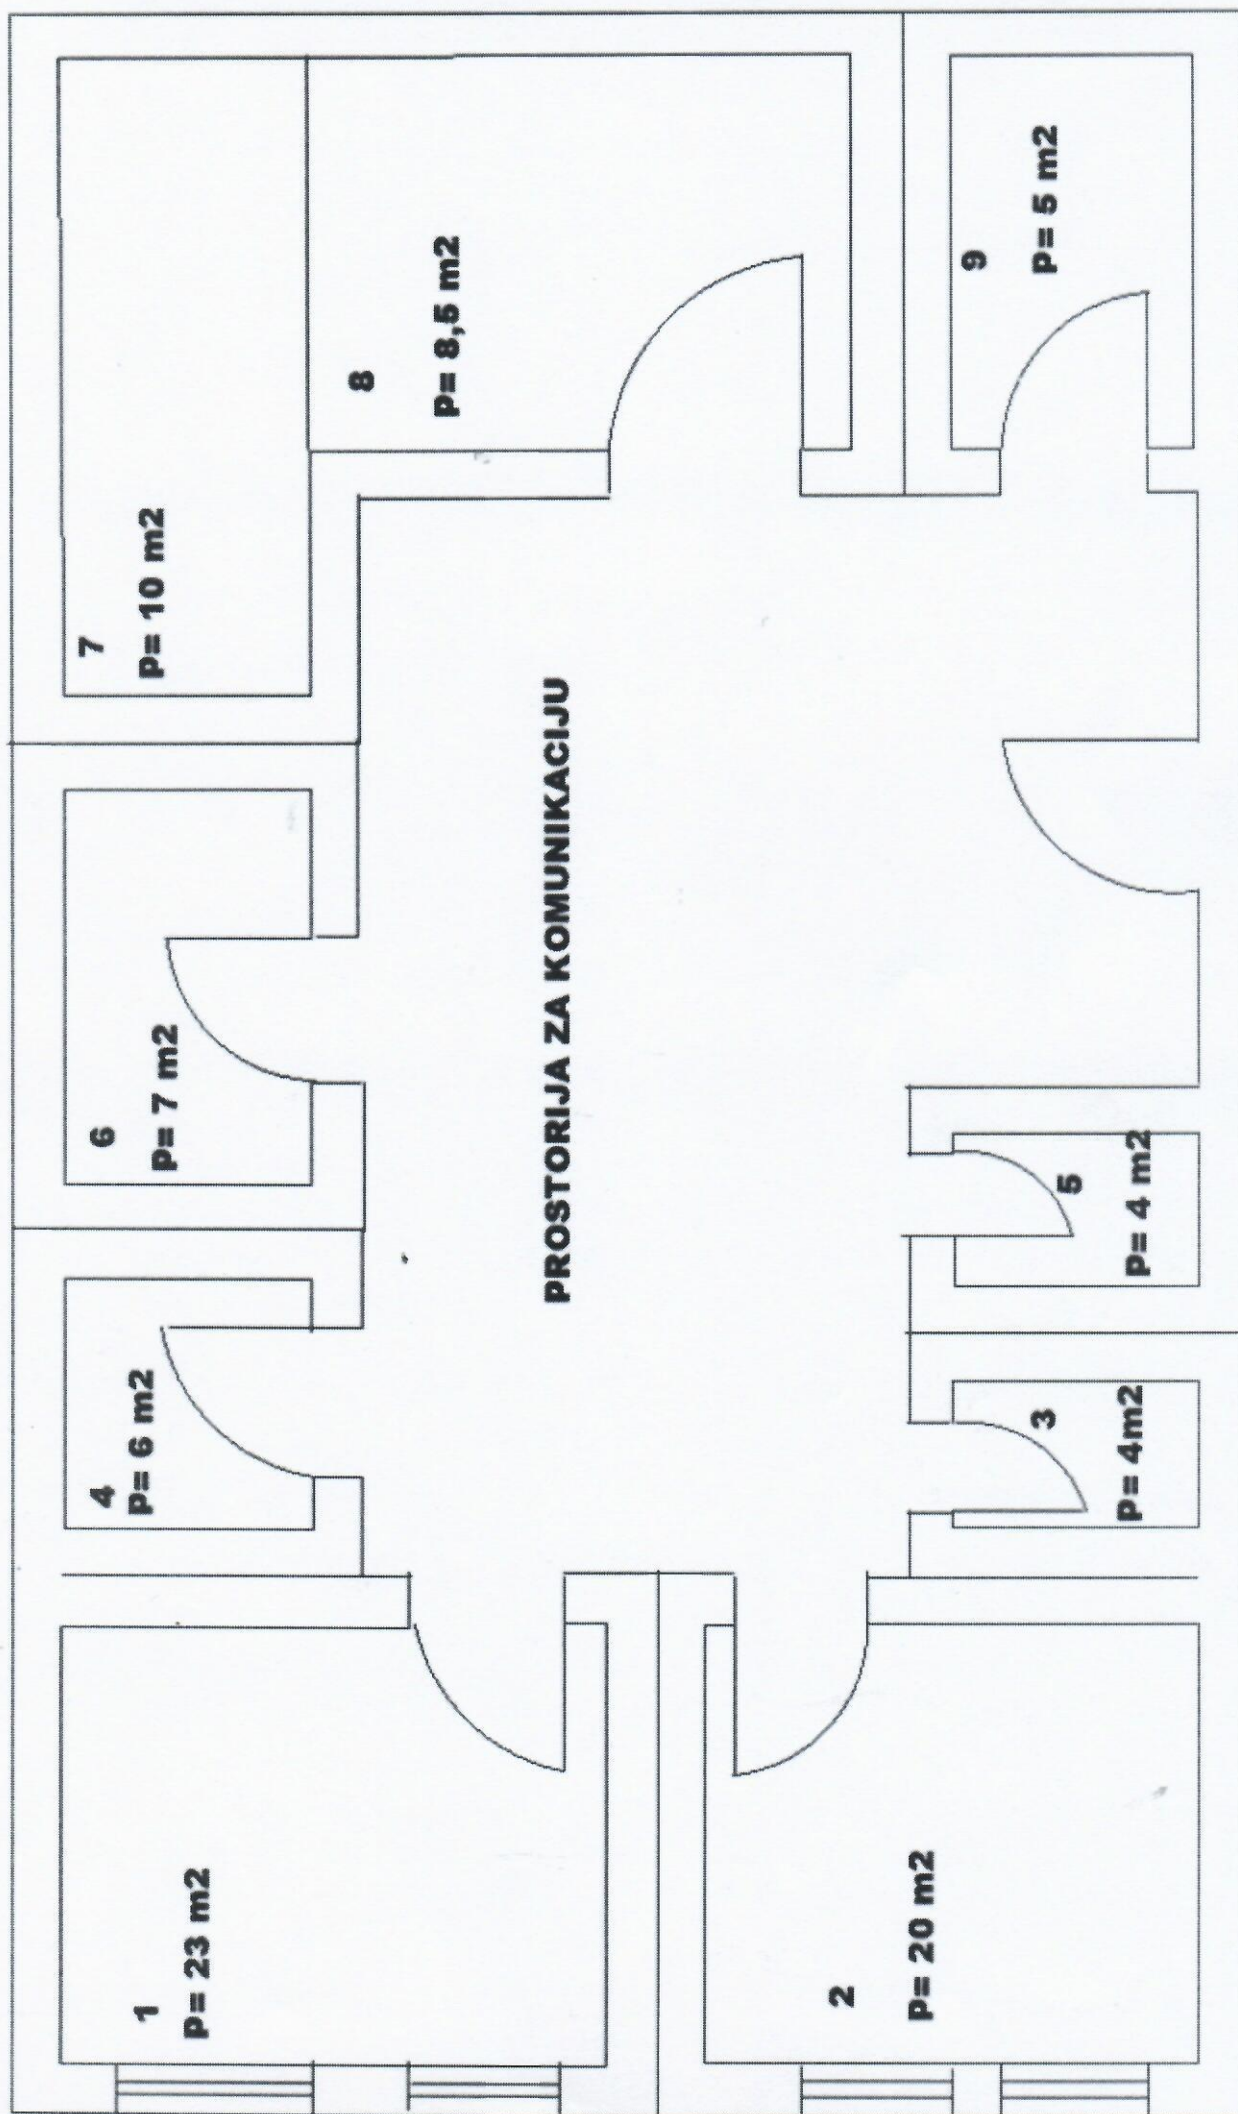 1
P= 23 m2
4
P= 6 m2
6
P= 7 m2
7
P= 10 m2
8
P= 8,5 m2
PROSTORIJA ZA KOMUNIKACIJU
2
P= 20 m2
3
P= 4m2
5
P= 4 m2
9
P= 5 m2